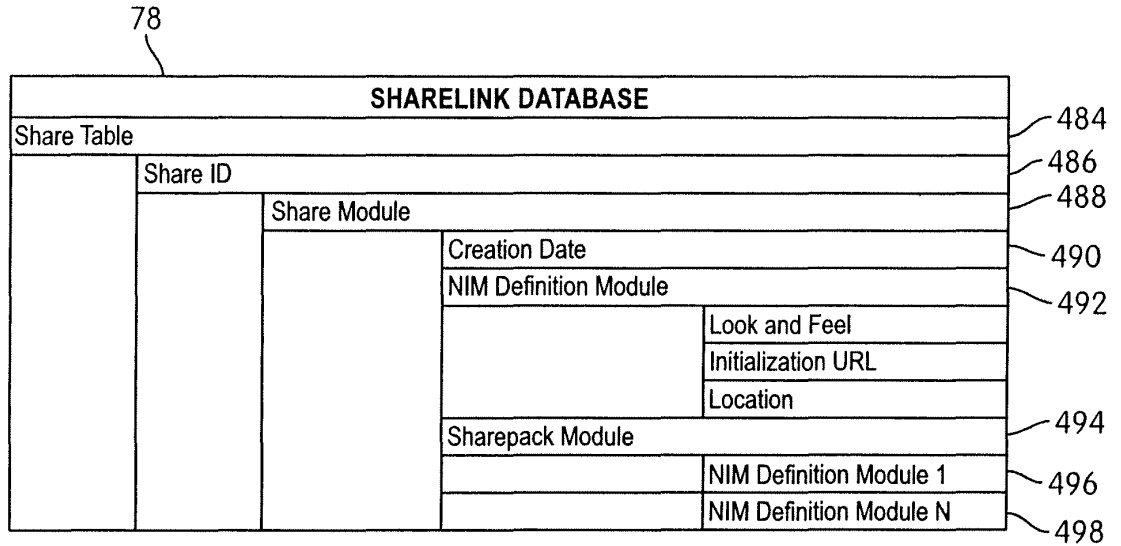 78
SHARELINK DATABASE
Share Table
484
Share ID
486
Share Module
488
Creation Date
490
NIM Definition Module
492
Look and Feel
Initialization URL
Location
Sharepack Module
494
NIM Definition Module 1
496
NIM Definition Module N
498